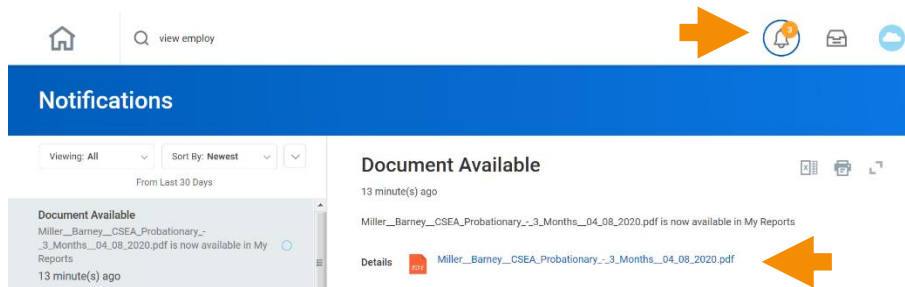 view employ
3
Notifications
Viewing: All
Sort By: Newest
From Last 30 Days
Document Available
Miller__Barney__CSEA_Probationary_-
_3_Months__04_08_2020.pdf is now available in My
Reports
13 minute(s) ago
Document Available
13 minute(s) ago
Miller__Barney__CSEA_Probationary_-_3_Months__04_08_2020.pdf is now available in My Reports
Details
PDF
Miller__Barney__CSEA_Probationary_-_3_Months__04_08_2020.pdf